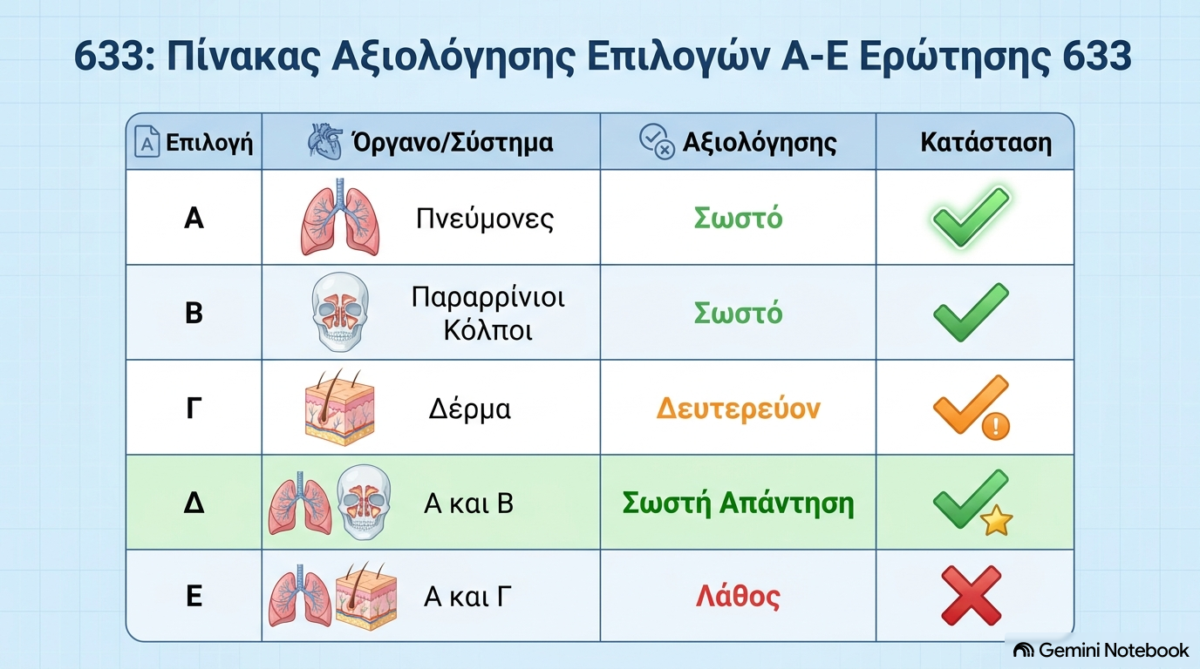 633: Πίνακας Αξιολόγησης Επιλογών Α-Ε Ερώτησης 633
A Επιλογή Όργανο/Σύστημα Αξιολόγησης Κατάσταση
Α Πνεύμονες Σωστό
Β Παραρρίνιοι Κόλποι Σωστό
Γ Δέρμα Δευτερεύον !
Δ Α και Β Σωστή Απάντηση
Ε Α και Γ Λάθος
Gemini Notebook